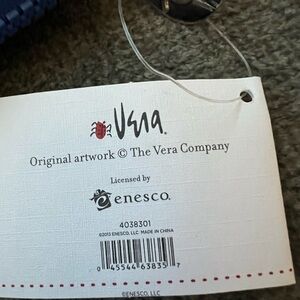 Vera.
Original artwork © The Vera Company
Licensed by
enesco.
4038301
©2013 ENESCO, LLC MADE IN CHINA
0 45544 63835 7
©ENESCO, LLC